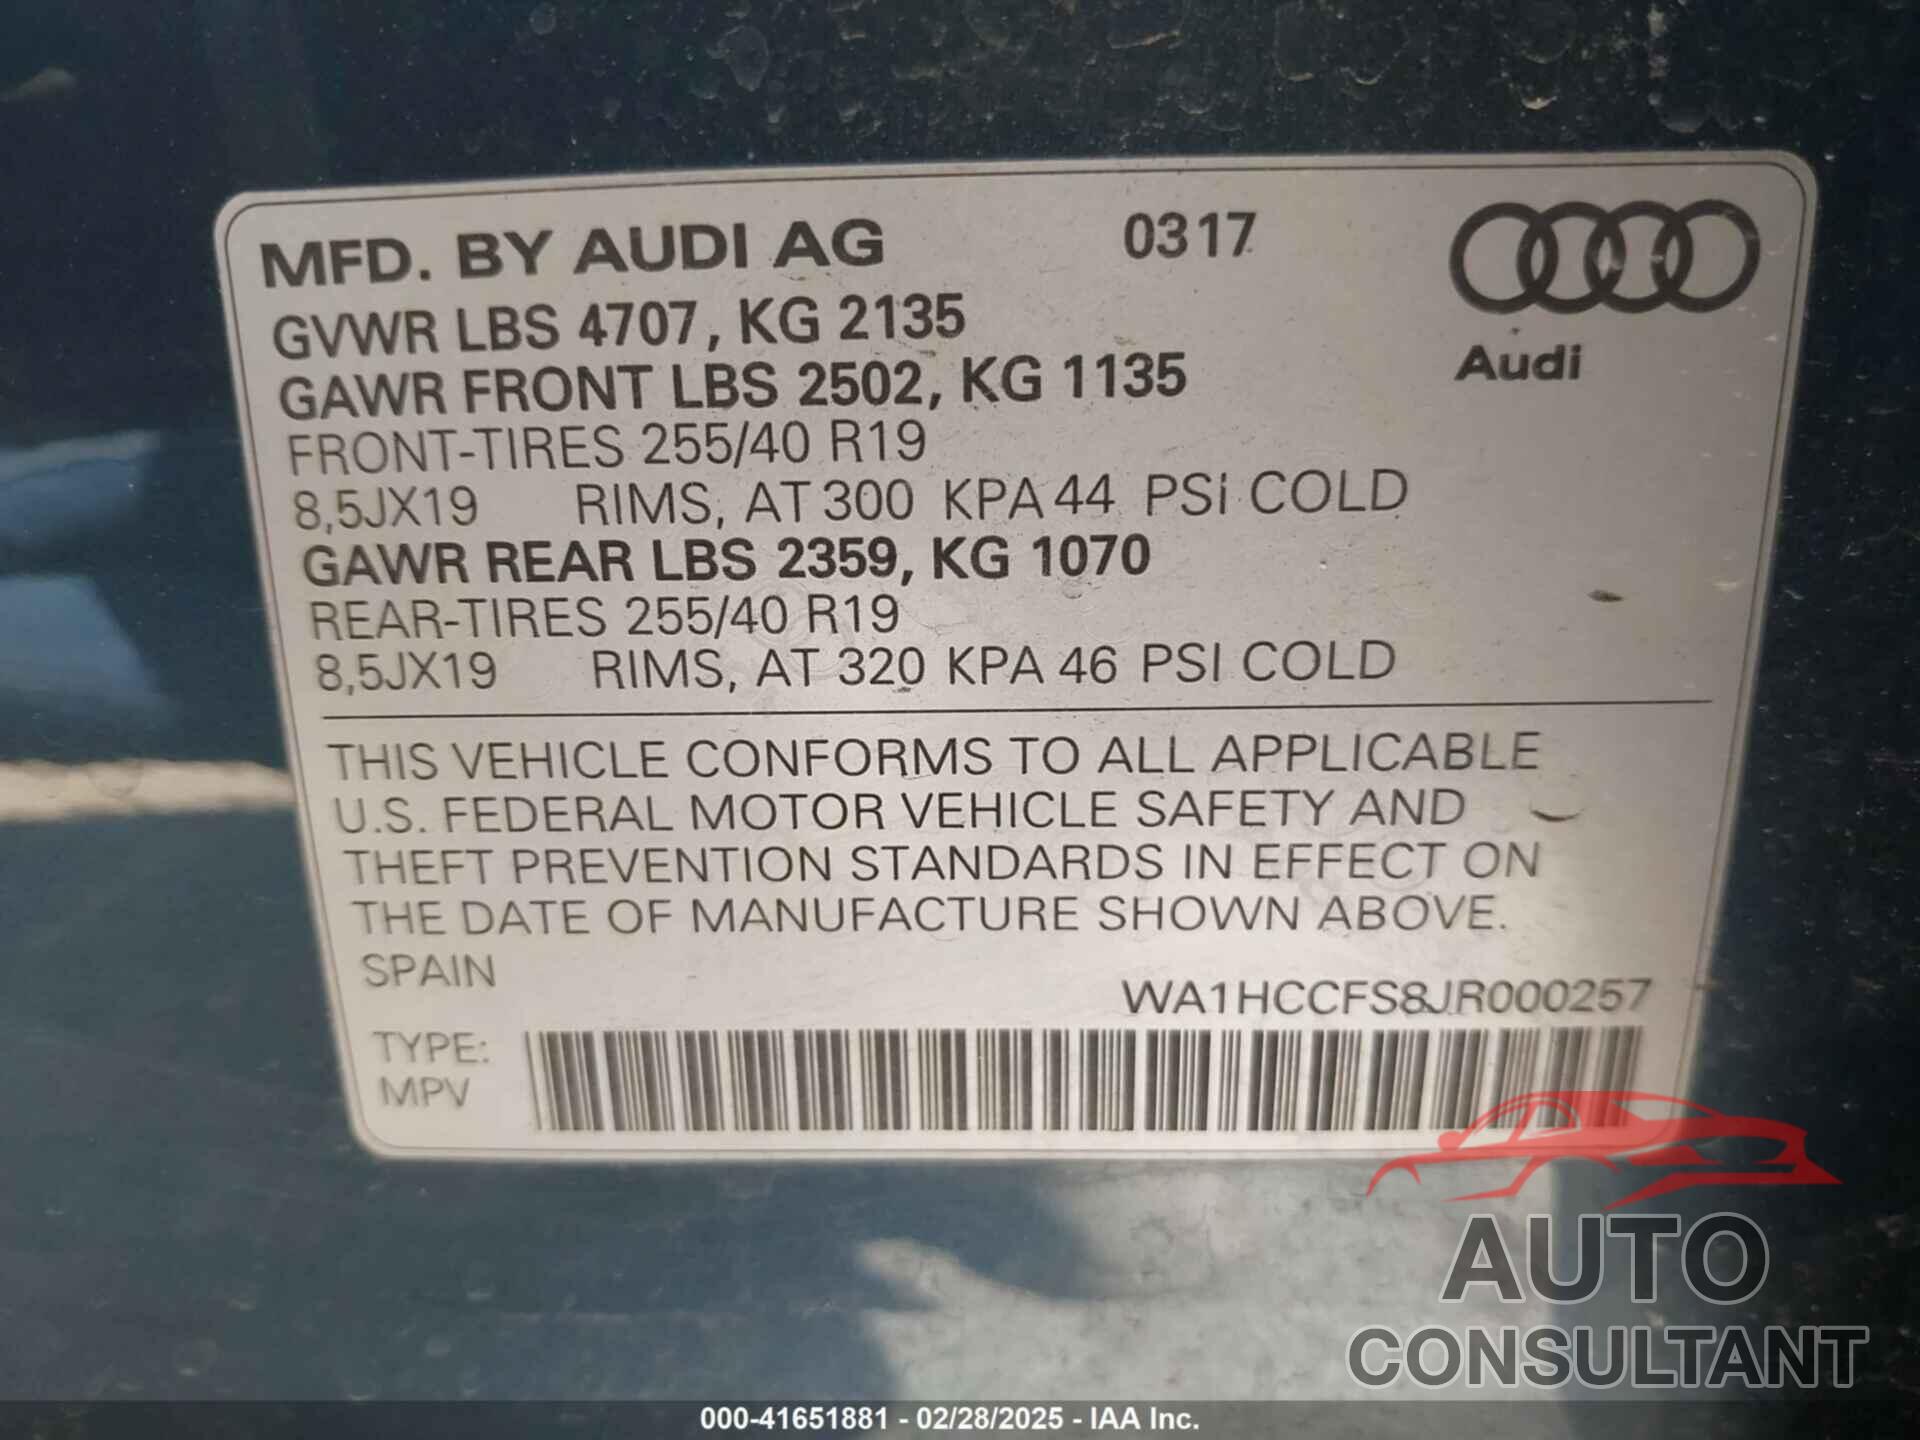 MFD. BY AUDI AG 0317
GVWR LBS 4707, KG 2135
GAWR FRONT LBS 2502, KG 1135
Audi
FRONT-TIRES 255/40 R19
8,5JX19 RIMS, AT 300 KPA 44 PSi COLD
GAWR REAR LBS 2359, KG 1070
REAR-TIRES 255/40 R19
8,5JX19 RIMS, AT 320 KPA 46 PSI COLD
THIS VEHICLE CONFORMS TO ALL APPLICABLE
U.S. FEDERAL MOTOR VEHICLE SAFETY AND
THEFT PREVENTION STANDARDS IN EFFECT ON
THE DATE OF MANUFACTURE SHOWN ABOVE.
SPAIN
WA1HCCFS8JR000257
TYPE:
MPV
AUTO
CONSULTANT
000-41651881 - 02/28/2025 - IAA Inc.